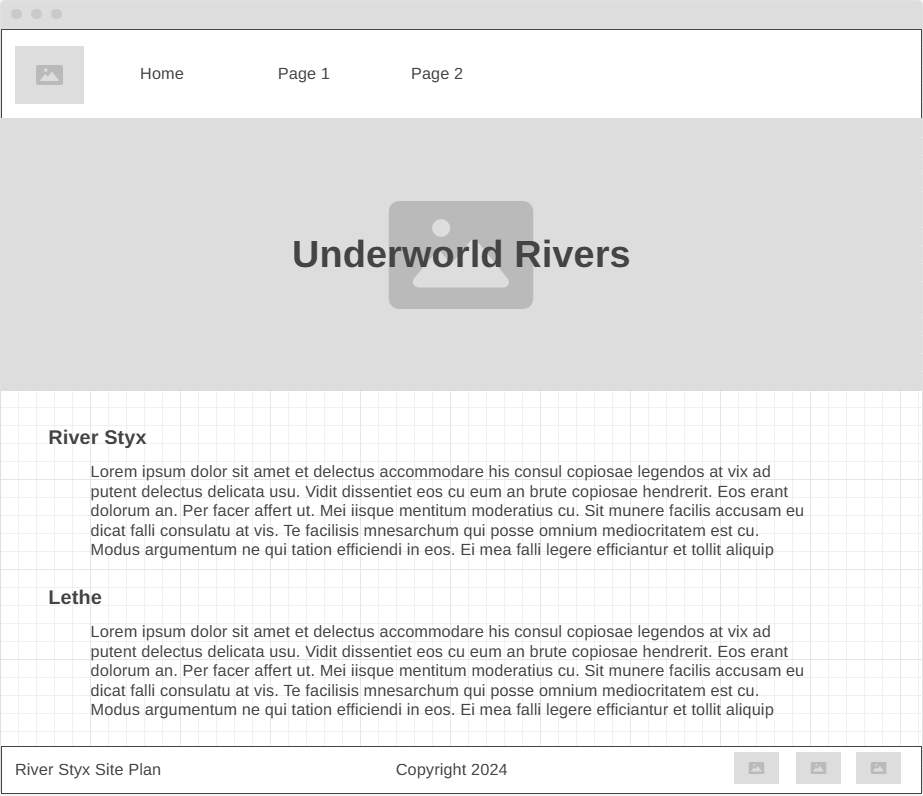 Home Page 1 Page 2
Underworld Rivers
River Styx
Lorem ipsum dolor sit amet et delectus accommodare his consul copiosae legendos at vix ad
putent delectus delicata usu. Vidit dissentiet eos cu eum an brute copiosae hendrerit. Eos erant
dolorum an. Per facer affert ut. Mei iisque mentitum moderatius cu. Sit munere facilis accusam eu
dicat falli consulatu at vis. Te facilisis mnesarchum qui posse omnium mediocritatem est cu.
Modus argumentum ne qui tation efficiendi in eos. Ei mea falli legere efficiantur et tollit aliquip
Lethe
Lorem ipsum dolor sit amet et delectus accommodare his consul copiosae legendos at vix ad
putent delectus delicata usu. Vidit dissentiet eos cu eum an brute copiosae hendrerit. Eos erant
dolorum an. Per facer affert ut. Mei iisque mentitum moderatius cu. Sit munere facilis accusam eu
dicat falli consulatu at vis. Te facilisis mnesarchum qui posse omnium mediocritatem est cu.
Modus argumentum ne qui tation efficiendi in eos. Ei mea falli legere efficiantur et tollit aliquip
River Styx Site Plan Copyright 2024